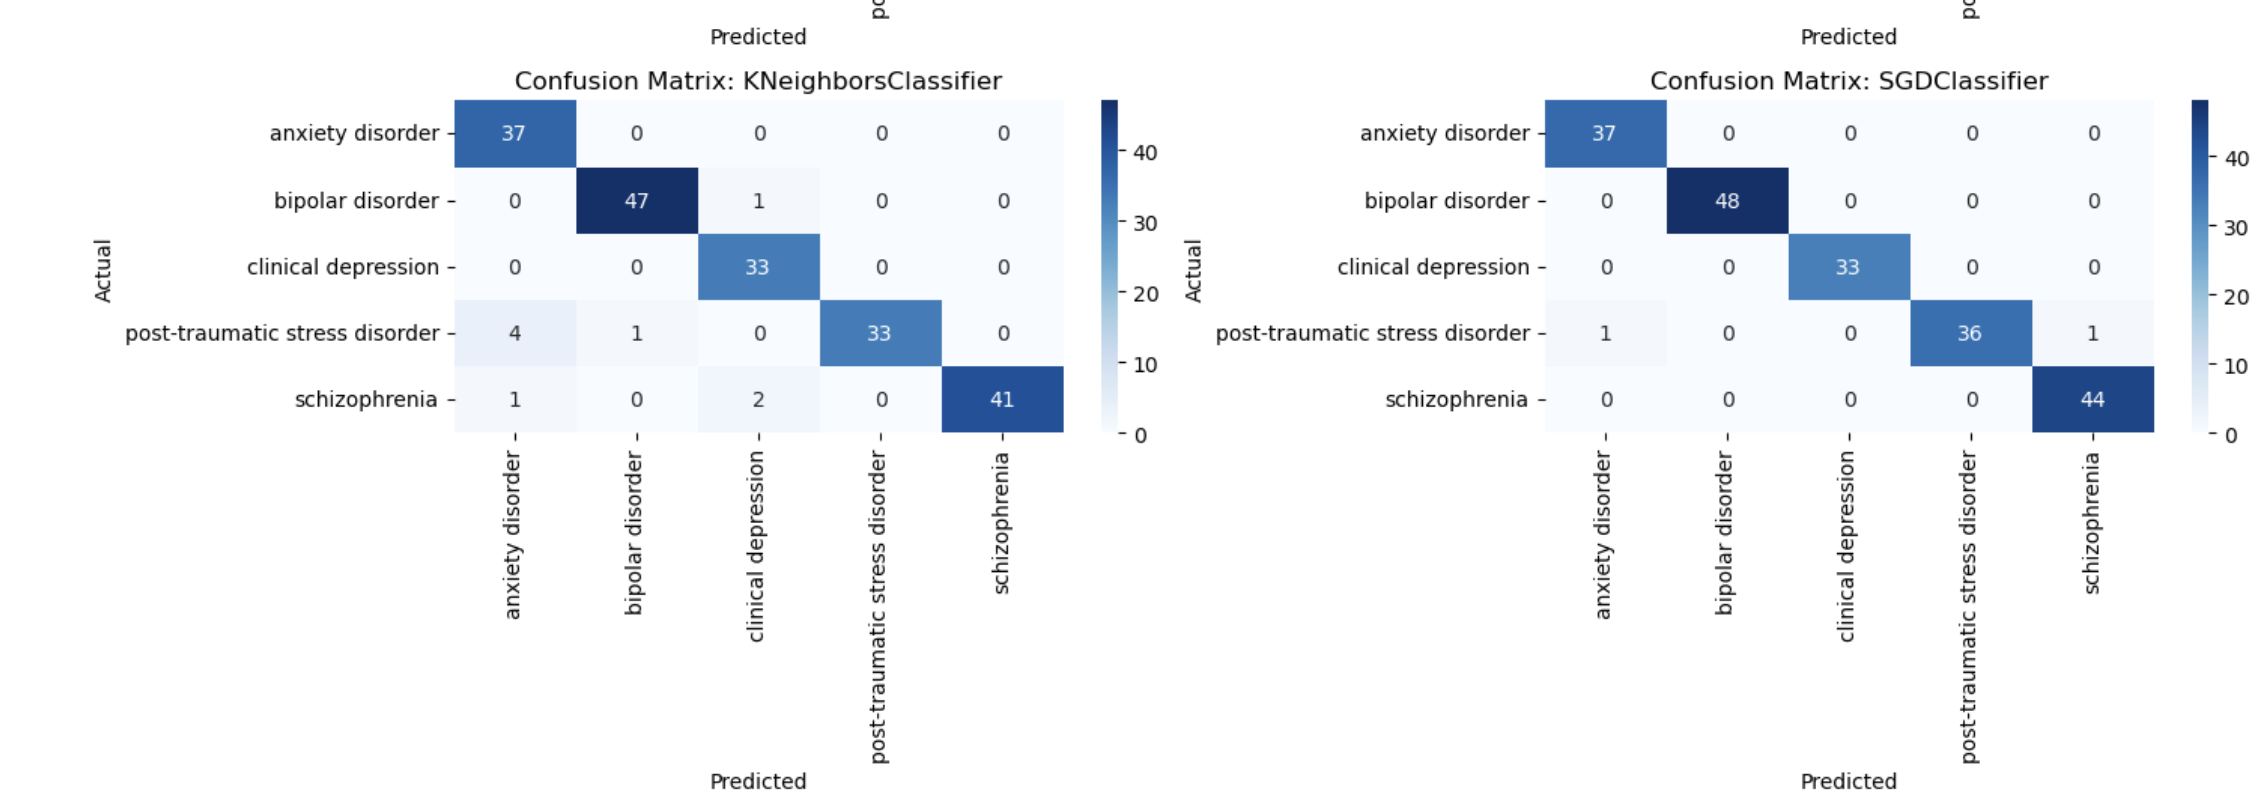 po
Predicted
Confusion Matrix: KNeighborsClassifier
Actual
anxiety disorder 37 0 0 0 0
bipolar disorder 0 47 1 0 0
clinical depression 0 0 33 0 0
post-traumatic stress disorder 4 1 0 33 0
schizophrenia 1 0 2 0 41
40
30
20
10
0
anxiety disorder
bipolar disorder
clinical depression
post-traumatic stress disorder
schizophrenia
Predicted
po
Predicted
Confusion Matrix: SGDClassifier
Actual
anxiety disorder 37 0 0 0 0
bipolar disorder 0 48 0 0 0
clinical depression 0 0 33 0 0
post-traumatic stress disorder 1 0 0 36 1
schizophrenia 0 0 0 0 44
40
30
20
10
0
anxiety disorder
bipolar disorder
clinical depression
post-traumatic stress disorder
schizophrenia
Predicted